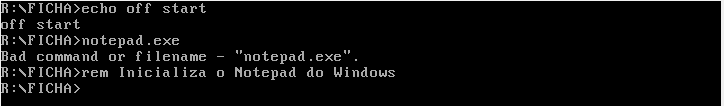 R:\FICHA>echo off start
off start
R:\FICHA>notepad.exe
Bad command or filename - "notepad.exe".
R:\FICHA>rem Inicializa o Notepad do Windows
R:\FICHA>